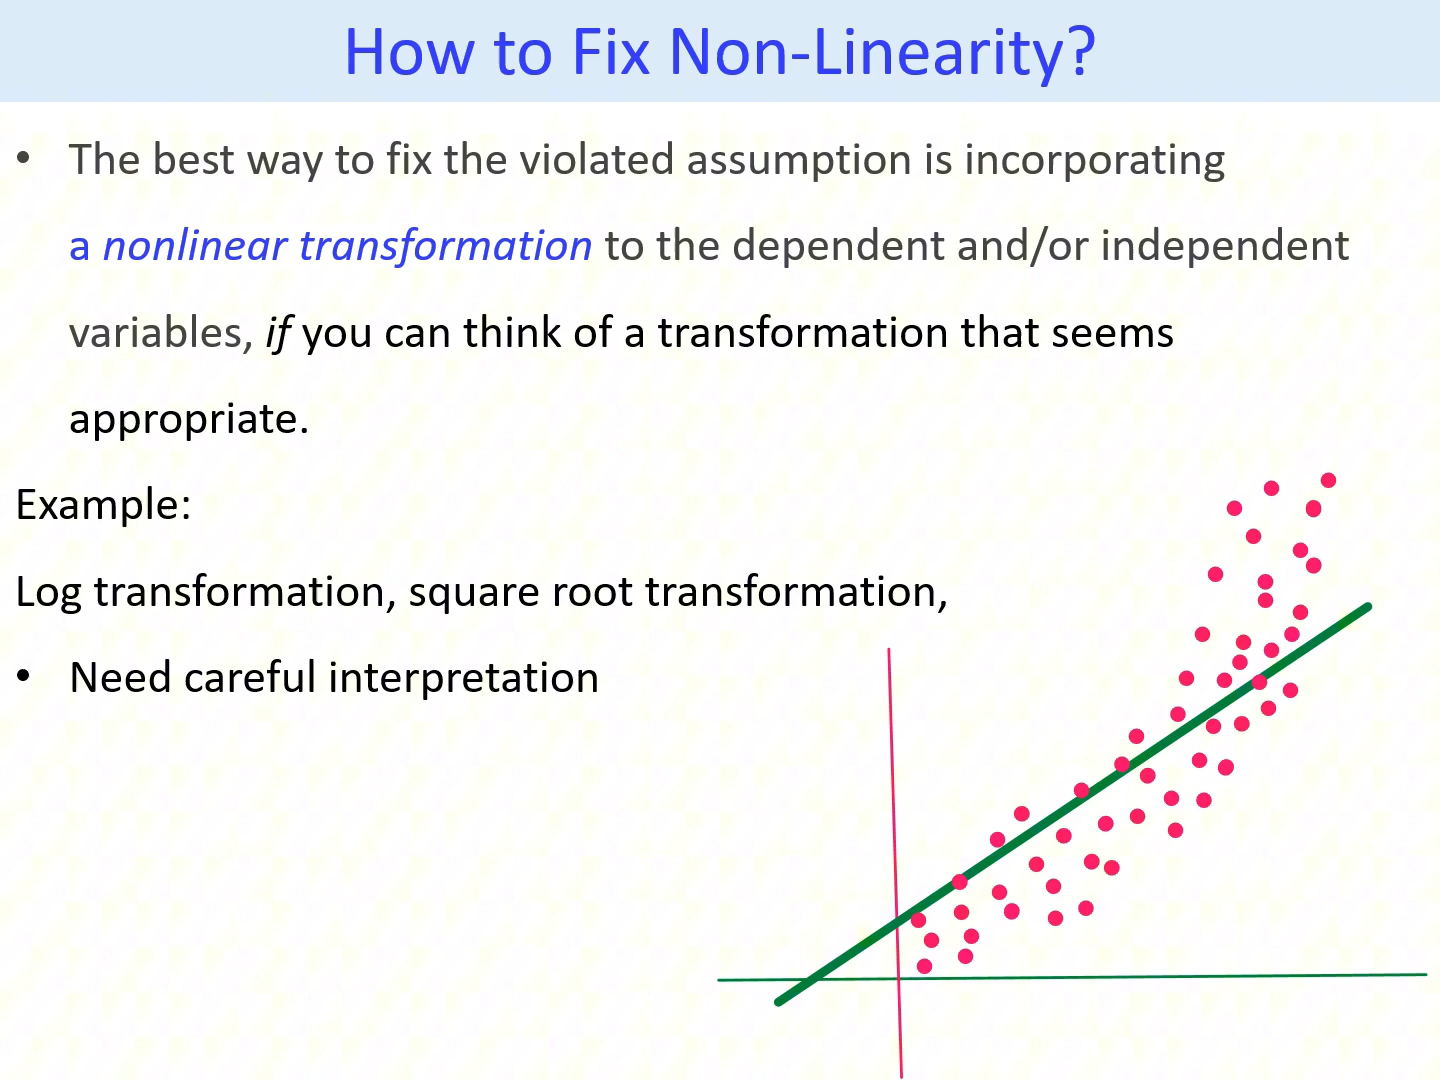 How to Fix Non-Linearity?
• The best way to fix the violated assumption is incorporating
a nonlinear transformation to the dependent and/or independent
variables, if you can think of a transformation that seems
appropriate.
Example:
Log transformation, square root transformation,
• Need careful interpretation